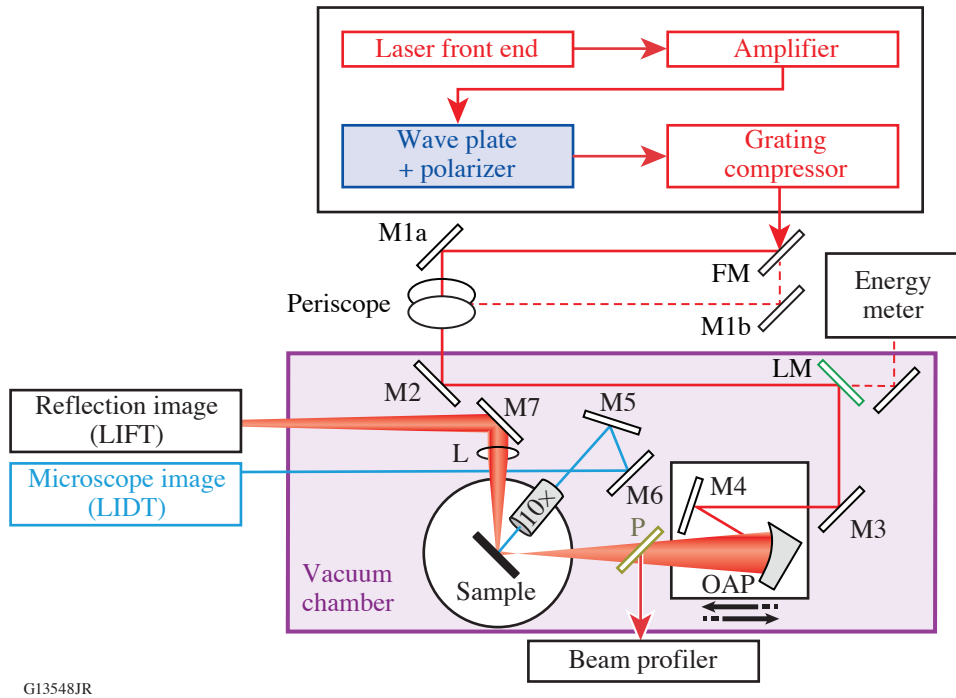 Laser front end
Amplifier
Wave plate
+ polarizer
Grating
compressor
M1a
FM
Periscope
M1b
Energy
meter
M2
LM
M7
M5
Reflection image
(LIFT)
L
Microscope image
(LIDT)
M6
M4
10×
P
M3
OAP
Sample
Vacuum
chamber
Beam profiler
G13548JR